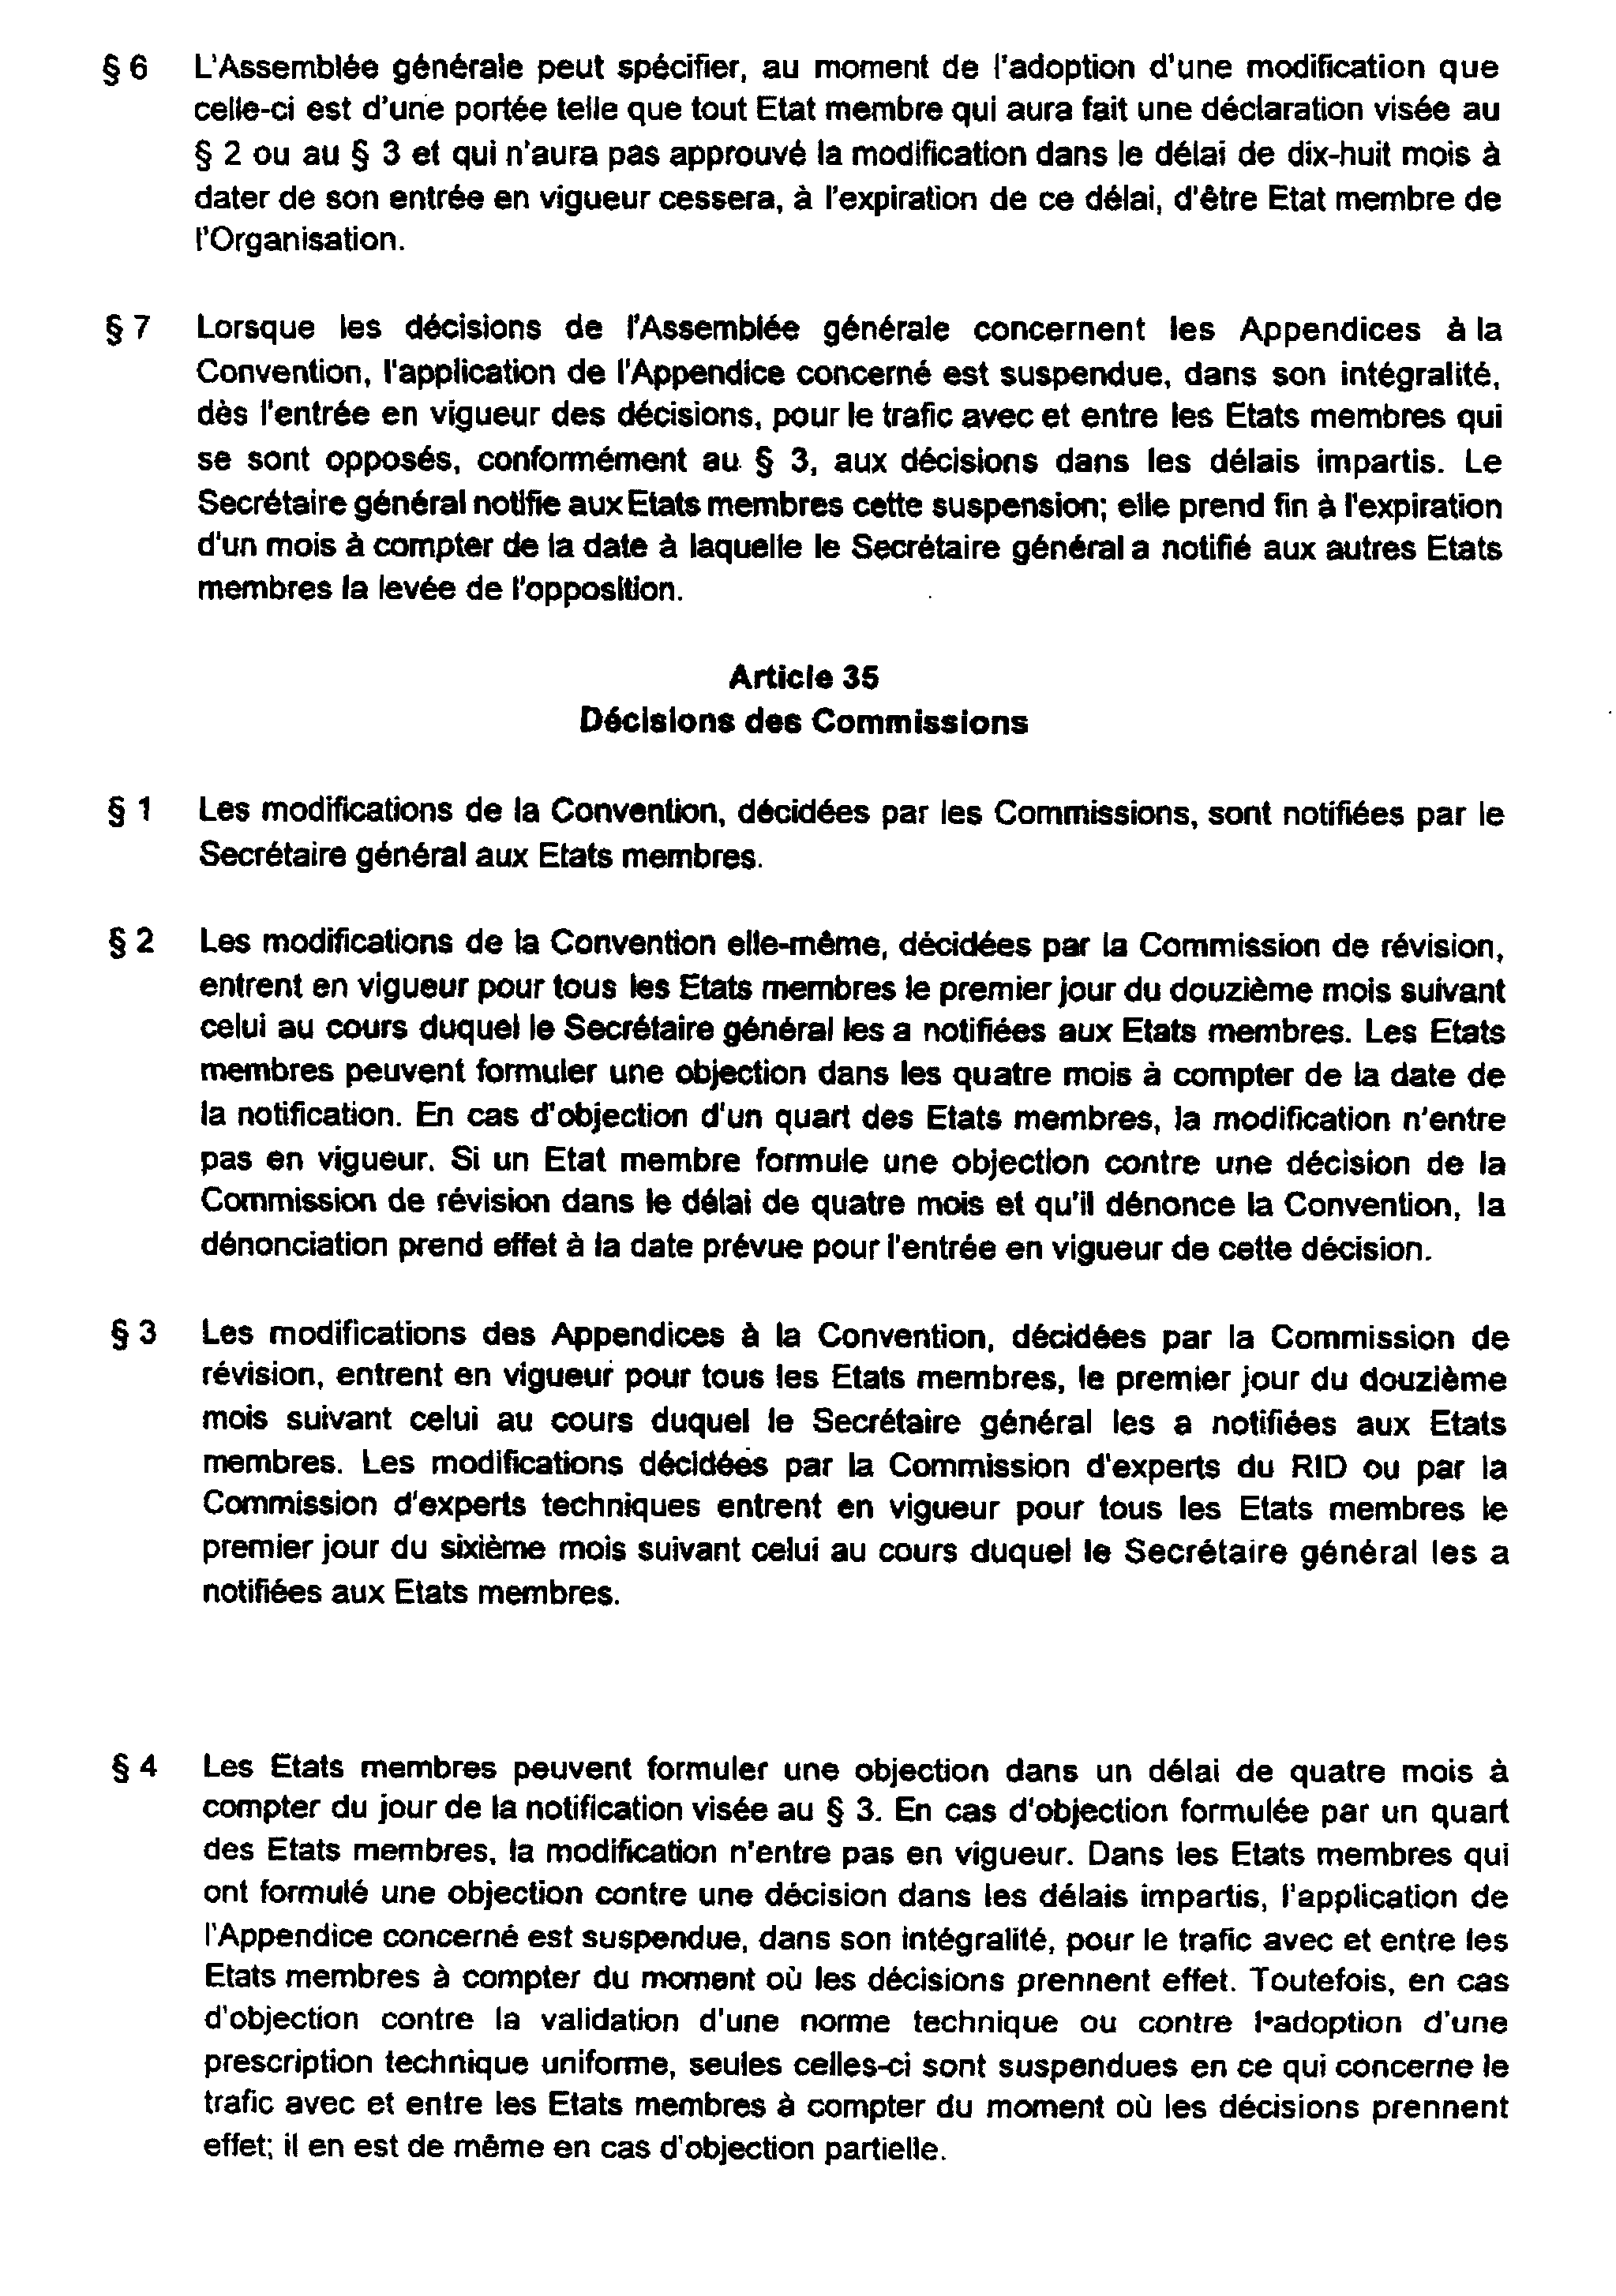 § 6 L'Assemblée générale peut spécifier, au moment de l'adoption d'une modification que
celle-ci est d'une portée telle que tout Etat membre qui aura fait une déclaration visée au
§ 2 ou au § 3 et qui n'aura pas approuvé la modification dans le délai de dix-huit mois à
dater de son entrée en vigueur cessera, à l'expiration de ce délai, d'être Etat membre de
l'Organisation.
§ 7 Lorsque les décisions de l'Assemblée générale concernent les Appendices à la
Convention, l'application de l'Appendice concerné est suspendue, dans son intégralité,
dès l'entrée en vigueur des décisions, pour le trafic avec et entre les Etats membres qui
se sont opposés, conformément au § 3, aux décisions dans les délais impartis. Le
Secrétaire général notifie aux Etats membres cette suspension; elle prend fin à l'expiration
d'un mois à compter de la date à laquelle le Secrétaire général a notifié aux autres Etats
membres la levée de l'opposition.
Article 35
Décisions des Commissions
§ 1 Les modifications de la Convention, décidées par les Commissions, sont notifiées par le
Secrétaire général aux Etats membres.
§ 2 Les modifications de la Convention elle-même, décidées par la Commission de révision,
entrent en vigueur pour tous les Etats membres le premier jour du douzième mois suivant
celui au cours duquel le Secrétaire général les a notifiées aux Etats membres. Les Etats
membres peuvent formuler une objection dans les quatre mois à compter de la date de
la notification. En cas d'objection d'un quart des Etats membres, la modification n'entre
pas en vigueur. Si un Etat membre formule une objection contre une décision de la
Commission de révision dans le délai de quatre mois et qu'il dénonce la Convention, la
dénonciation prend effet à la date prévue pour l'entrée en vigueur de cette décision.
§ 3 Les modifications des Appendices à la Convention, décidées par la Commission de
révision, entrent en vigueur pour tous les Etats membres, le premier jour du douzième
mois suivant celui au cours duquel le Secrétaire général les a notifiées aux Etats
membres. Les modifications décidées par la Commission d'experts du RID ou par la
Commission d'experts techniques entrent en vigueur pour tous les Etats membres le
premier jour du sixième mois suivant celui au cours duquel le Secrétaire général les a
notifiées aux Etats membres.
§ 4 Les Etats membres peuvent formuler une objection dans un délai de quatre mois à
compter du jour de la notification visée au § 3. En cas d'objection formulée par un quart
des Etats membres, la modification n'entre pas en vigueur. Dans les Etats membres qui
ont formulé une objection contre une décision dans les délais impartis, l'application de
l'Appendice concerné est suspendue, dans son intégralité, pour le trafic avec et entre les
Etats membres à compter du moment où les décisions prennent effet. Toutefois, en cas
d'objection contre la validation d'une norme technique ou contre l•adoption d'une
prescription technique uniforme, seules celles-ci sont suspendues en ce qui concerne le
trafic avec et entre les Etats membres à compter du moment où les décisions prennent
effet; il en est de même en cas d'objection partielle.